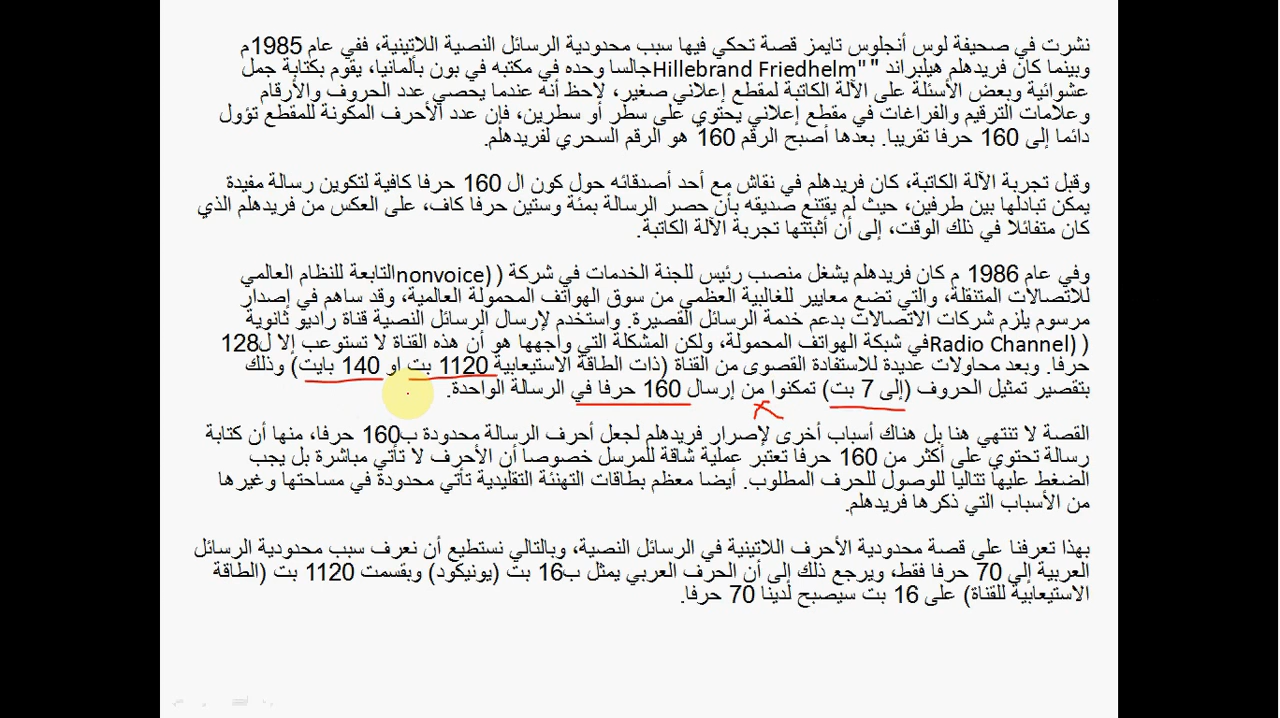 نشرت في صحيفة لوس أنجلوس تايمز قصة تحكي فيها سبب محدودية الرسائل النصية اللاتينية، ففي عام 1985م
وبينما كان فريدهلم هيلبراند " "Hillebrand Friedhelmجالسا وحده في مكتبه في بون بألمانيا، يقوم بكتابة جمل
عشوائية وبعض الأسئلة على الآلة الكاتبة لمقطع إعلاني صغير، لاحظ أنه عندما يحصي عدد الحروف والأرقام
وعلامات الترقيم والفراغات في مقطع إعلاني يحتوي على سطر أو سطرين، فإن عدد الأحرف المكونة للمقطع تؤول
دائما إلى 160 حرفا تقريبا. بعدها أصبح الرقم 160 هو الرقم السحري لفريدهلم.
وقبل تجربة الآلة الكاتبة، كان فريدهلم في نقاش مع أحد أصدقائه حول كون ال 160 حرفا كافية لتكوين رسالة مفيدة
يمكن تبادلها بين طرفين، حيث لم يقتنع صديقه بأن حصر الرسالة بمئة وستين حرفا كاف، على العكس من فريدهلم الذي
كان متفائلا في ذلك الوقت، إلى أن أثبتتها تجربة الآلة الكاتبة.
وفي عام 1986 م كان فريدهلم يشغل منصب رئيس للجنة الخدمات في شركة ( (nonvoiceالتابعة للنظام العالمي
للاتصالات المتنقلة، والتي تضع معايير للغالبية العظمى من سوق الهواتف المحمولة العالمية، وقد ساهم في إصدار
مرسوم يلزم شركات الاتصالات بدعم خدمة الرسائل القصيرة. واستخدم لإرسال الرسائل النصية قناة راديو ثانوية
( (Radio Channelفي شبكة الهواتف المحمولة، ولكن المشكلة التي واجهها هو أن هذه القناة لا تستوعب إلا ل128
حرفا. وبعد محاولات عديدة للاستفادة القصوى من القناة (ذات الطاقة الاستيعابية 1120 بت او 140 بايت) وذلك
بتقصير تمثيل الحروف (إلى 7 بت) تمكنوا من إرسال 160 حرفا في الرسالة الواحدة.
القصة لا تنتهي هنا بل هناك أسباب أخرى لإصرار فريدهلم لجعل أحرف الرسالة محدودة ب160 حرفا، منها أن كتابة
رسالة تحتوي على أكثر من 160 حرفا تعتبر عملية شاقة للمرسل خصوصا أن الأحرف لا تأتي مباشرة بل يجب
الضغط عليها تتاليا للوصول للحرف المطلوب. أيضا معظم بطاقات التهنئة التقليدية تأتي محدودة في مساحتها وغيرها
من الأسباب التي ذكرها فريدهلم.
بهذا تعرفنا على قصة محدودية الأحرف اللاتينية في الرسائل النصية، وبالتالي نستطيع أن نعرف سبب محدودية الرسائل
العربية إلى 70 حرفا فقط، ويرجع ذلك إلى أن الحرف العربي يمثل ب16 بت (يونيكود) وبقسمت 1120 بت (الطاقة
الاستيعابية للقناة) على 16 بت سيصبح لدينا 70 حرفا.